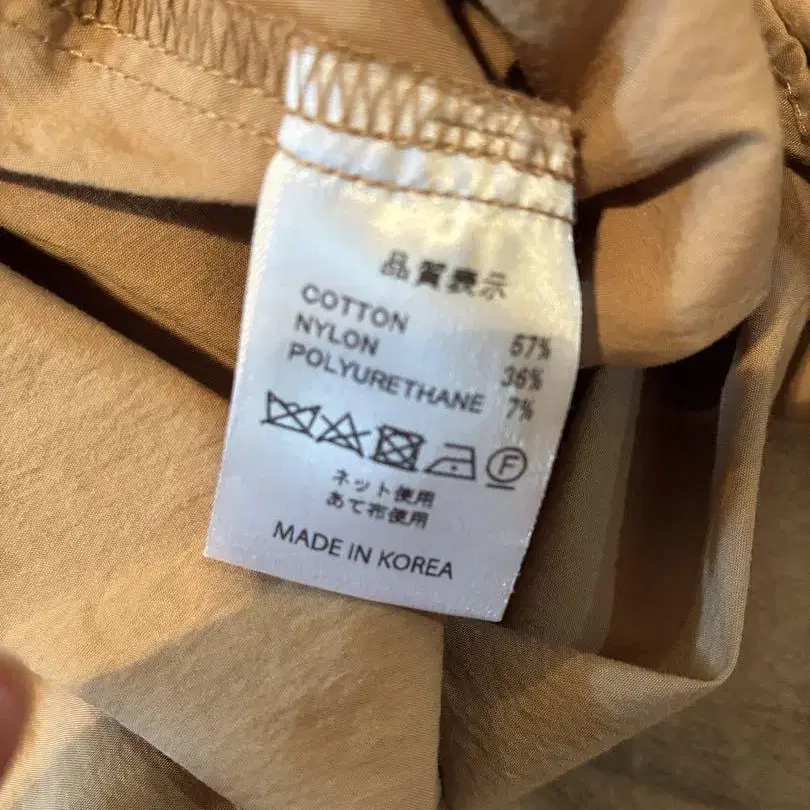 品質表示
COTTON 57%
NYLON 36%
POLYURETHANE 7%
F
ネット使用
あて布使用
MADE IN KOREA